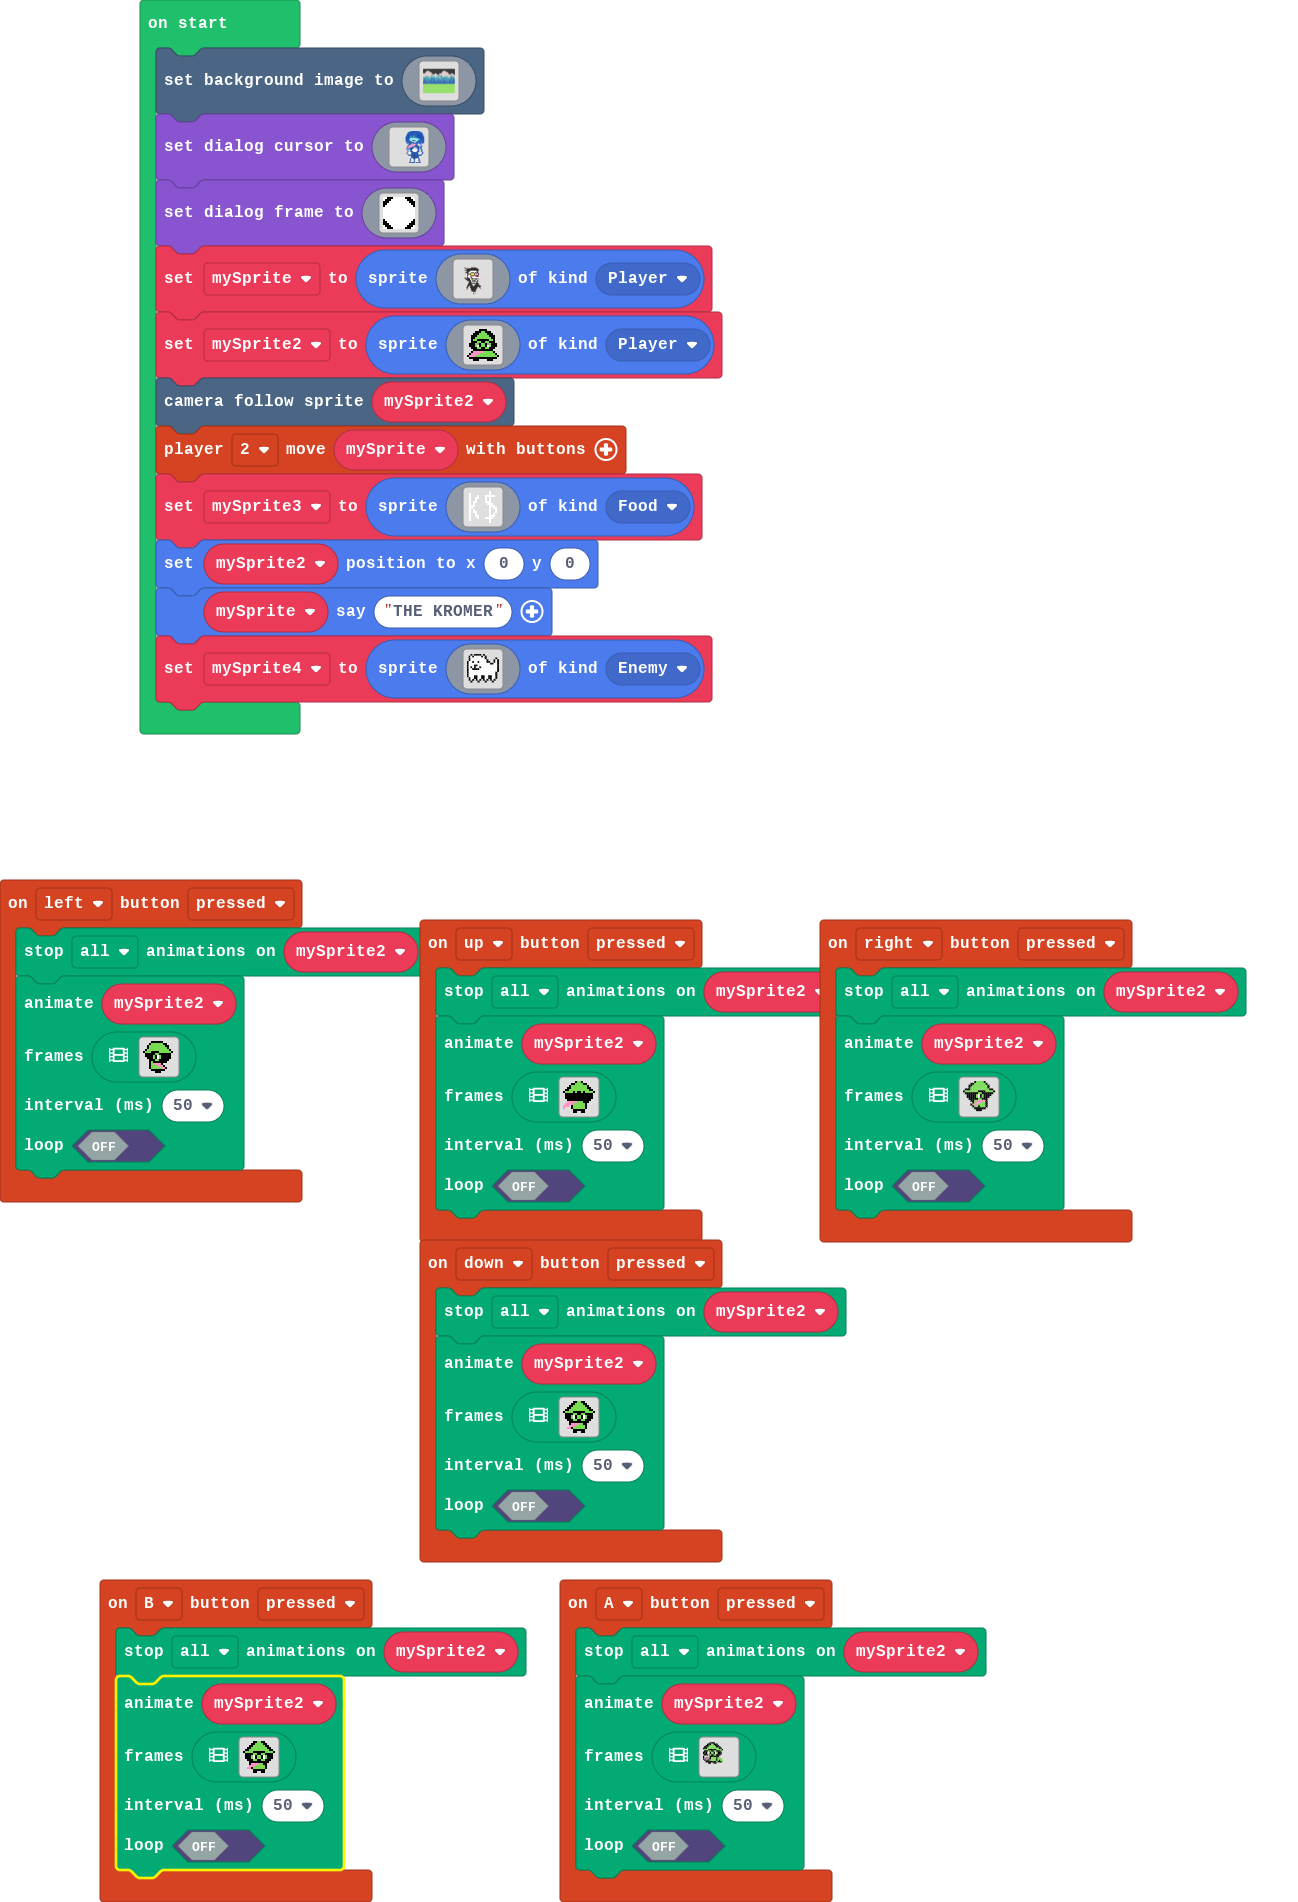 on start
set background image to
set dialog cursor to
set dialog frame to
set mySprite to sprite of kind Player
set mySprite2 to sprite of kind Player
camera follow sprite mySprite2
player 2 move mySprite with buttons
set mySprite3 to sprite K$ of kind Food
set mySprite2 position to x 0 y 0
mySprite say "THE KROMER"
set mySprite4 to sprite of kind Enemy
on left button pressed
stop all animations on mySprite2
animate mySprite2
frames
interval (ms) 50
loop OFF
on up button pressed
stop all animations on mySprite2
animate mySprite2
frames
interval (ms) 50
loop OFF
on right button pressed
stop all animations on mySprite2
animate mySprite2
frames
interval (ms) 50
loop OFF
on down button pressed
stop all animations on mySprite2
animate mySprite2
frames
interval (ms) 50
loop OFF
on B button pressed
stop all animations on mySprite2
animate mySprite2
frames
interval (ms) 50
loop OFF
on A button pressed
stop all animations on mySprite2
animate mySprite2
frames
interval (ms) 50
loop OFF